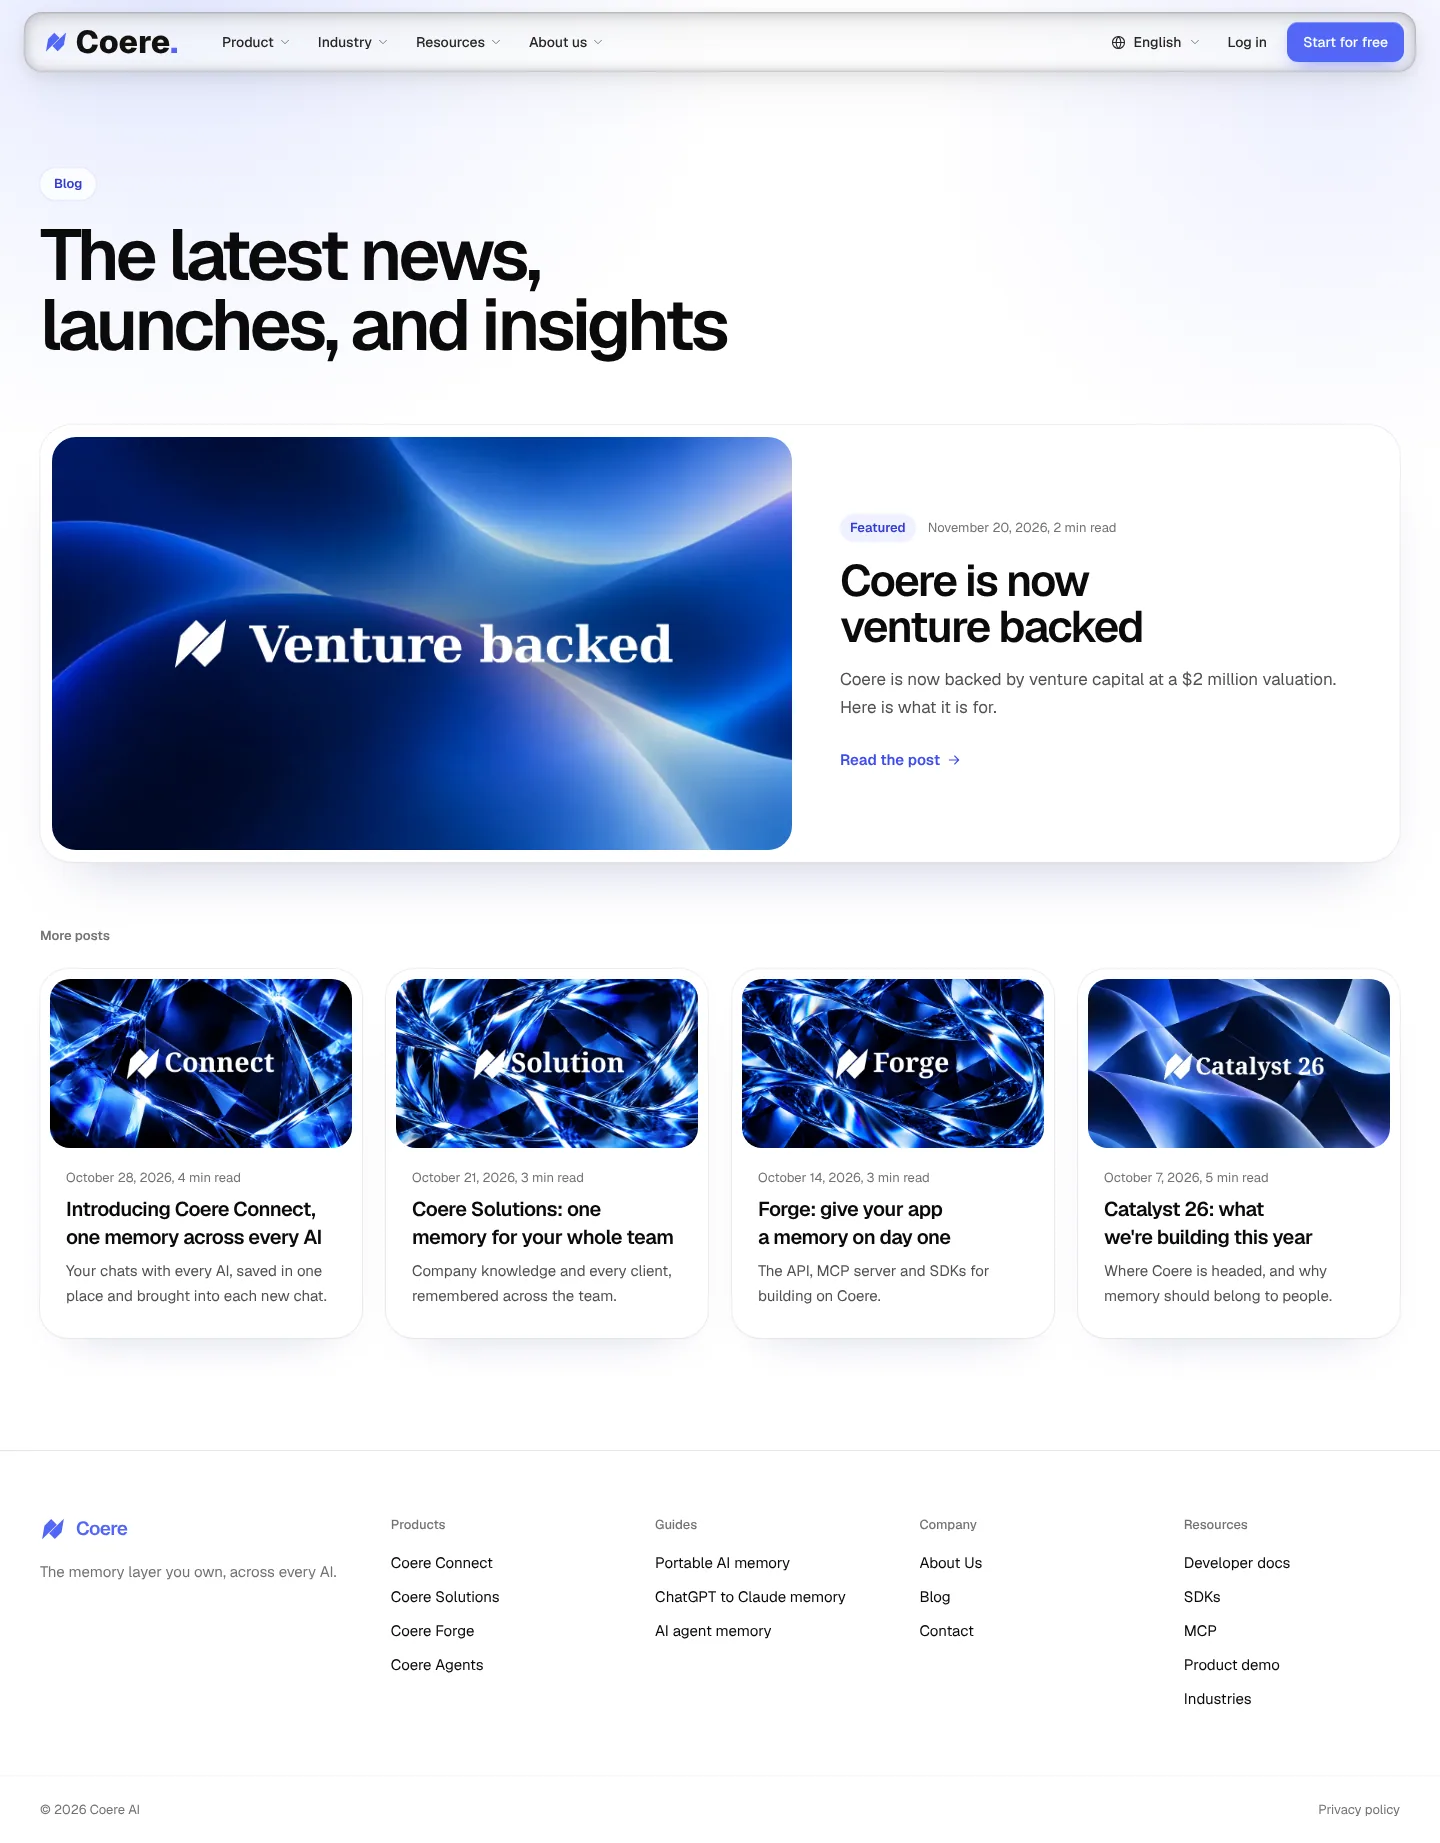 Coere.
Product
Industry
Resources
About us
English
Log in
Start for free
Blog
The latest news,
launches, and insights
Venture backed
Featured
November 20, 2026, 2 min read
Coere is now
venture backed
Coere is now backed by venture capital at a $2 million valuation.
Here is what it is for.
Read the post
More posts
Connect
October 28, 2026, 4 min read
Introducing Coere Connect,
one memory across every AI
Your chats with every AI, saved in one
place and brought into each new chat.
Solution
October 21, 2026, 3 min read
Coere Solutions: one
memory for your whole team
Company knowledge and every client,
remembered across the team.
Forge
October 14, 2026, 3 min read
Forge: give your app
a memory on day one
The API, MCP server and SDKs for
building on Coere.
Catalyst 26
October 7, 2026, 5 min read
Catalyst 26: what
we're building this year
Where Coere is headed, and why
memory should belong to people.
Coere
The memory layer you own, across every AI.
Products
Coere Connect
Coere Solutions
Coere Forge
Coere Agents
Guides
Portable AI memory
ChatGPT to Claude memory
AI agent memory
Company
About Us
Blog
Contact
Resources
Developer docs
SDKs
MCP
Product demo
Industries
© 2026 Coere AI
Privacy policy